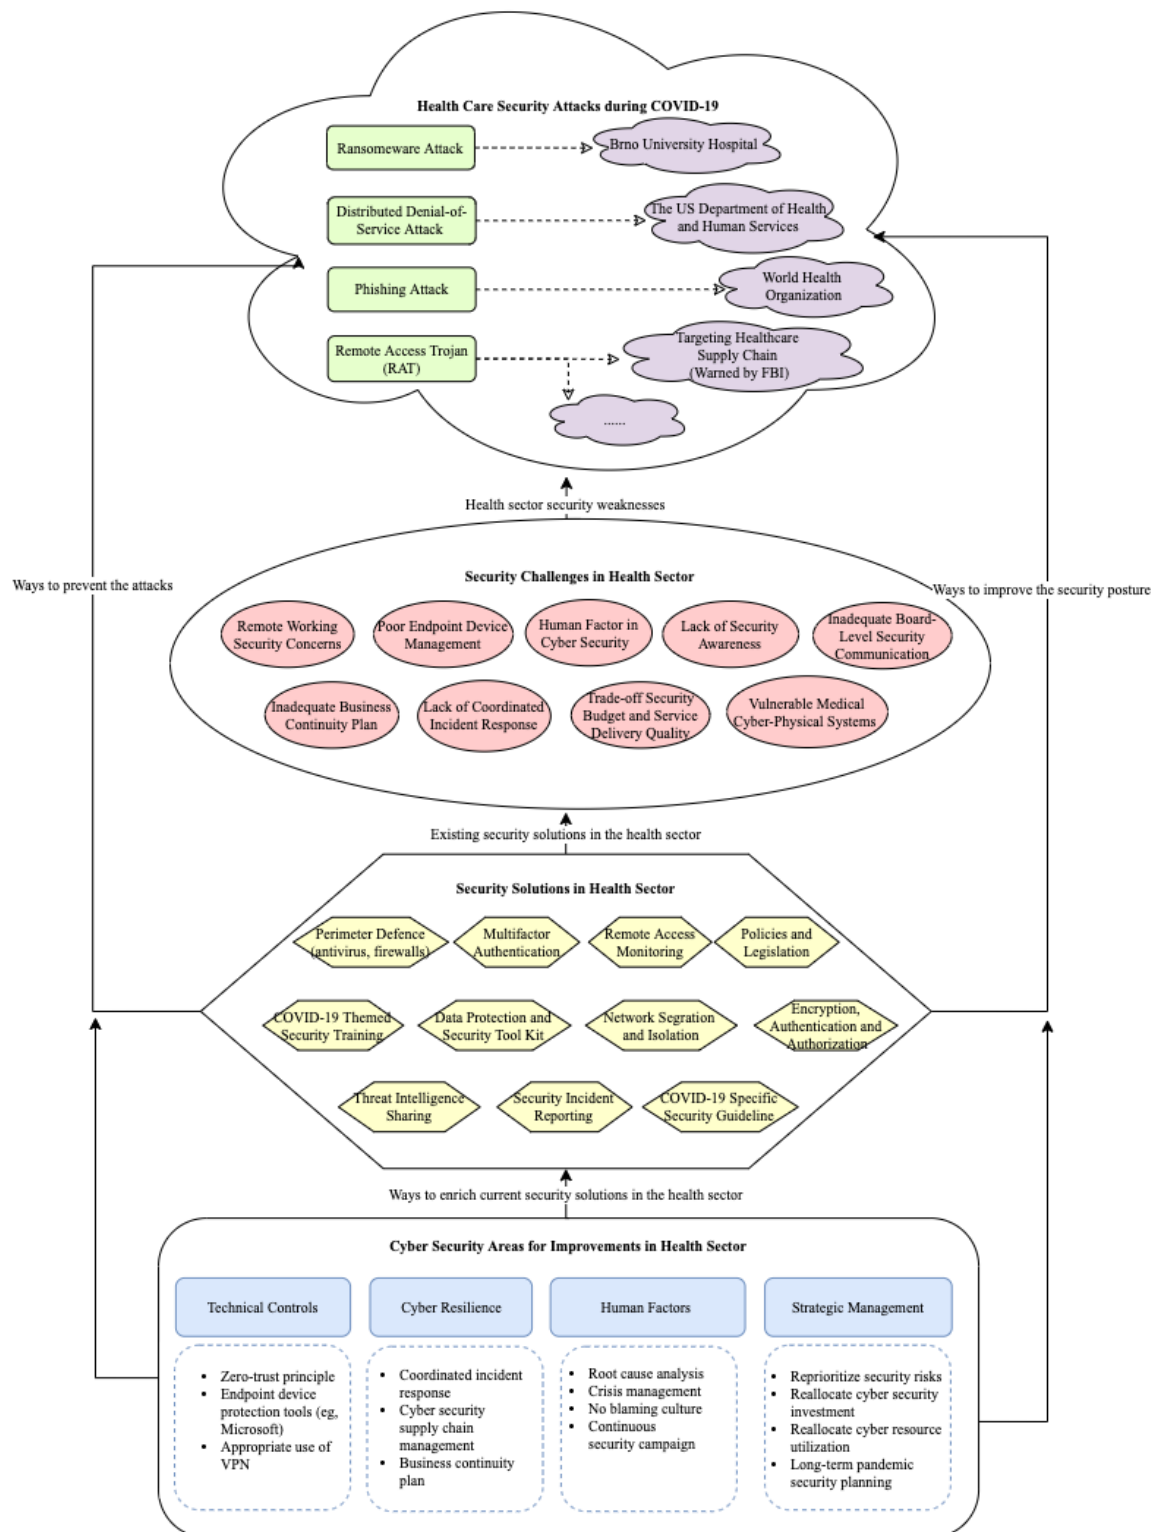 Health Care Security Attacks during COVID-19
Ransomeware Attack
Brno University Hospital
Distributed Denial-of-
Service Attack
The US Department of Health
and Human Services
Phishing Attack
World Health
Organization
Remote Access Trojan
(RAT)
Targeting Healthcare
Supply Chain
(Warned by FBI)
......
Health sector security weaknesses
Ways to prevent the attacks
Ways to improve the security posture
Security Challenges in Health Sector
Remote Working
Security Concerns
Poor Endpoint Device
Management
Human Factor in
Cyber Security
Lack of Security
Awareness
Inadequate Board-
Level Security
Communication
Inadequate Business
Continuity Plan
Lack of Coordinated
Incident Response
Trade-off Security
Budget and Service
Delivery Quality
Vulnerable Medical
Cyber-Physical Systems
Existing security solutions in the health sector
Security Solutions in Health Sector
Perimeter Defence
(antivirus, firewalls)
Multifactor
Authentication
Remote Access
Monitoring
Policies and
Legislation
COVID-19 Themed
Security Training
Data Protection and
Security Tool Kit
Network Segration
and Isolation
Encryption,
Authentication and
Authorization
Threat Intelligence
Sharing
Security Incident
Reporting
COVID-19 Specific
Security Guideline
Ways to enrich current security solutions in the health sector
Cyber Security Areas for Improvements in Health Sector
Technical Controls
Cyber Resilience
Human Factors
Strategic Management
• Zero-trust principle
• Endpoint device
protection tools (eg,
Microsoft)
• Appropriate use of
VPN
• Coordinated incident
response
• Cyber security
supply chain
management
• Business continuity
plan
• Root cause analysis
• Crisis management
• No blaming culture
• Continuous
security campaign
• Reprioritize security risks
• Reallocate cyber security
investment
• Reallocate cyber resource
utilization
• Long-term pandemic
security planning